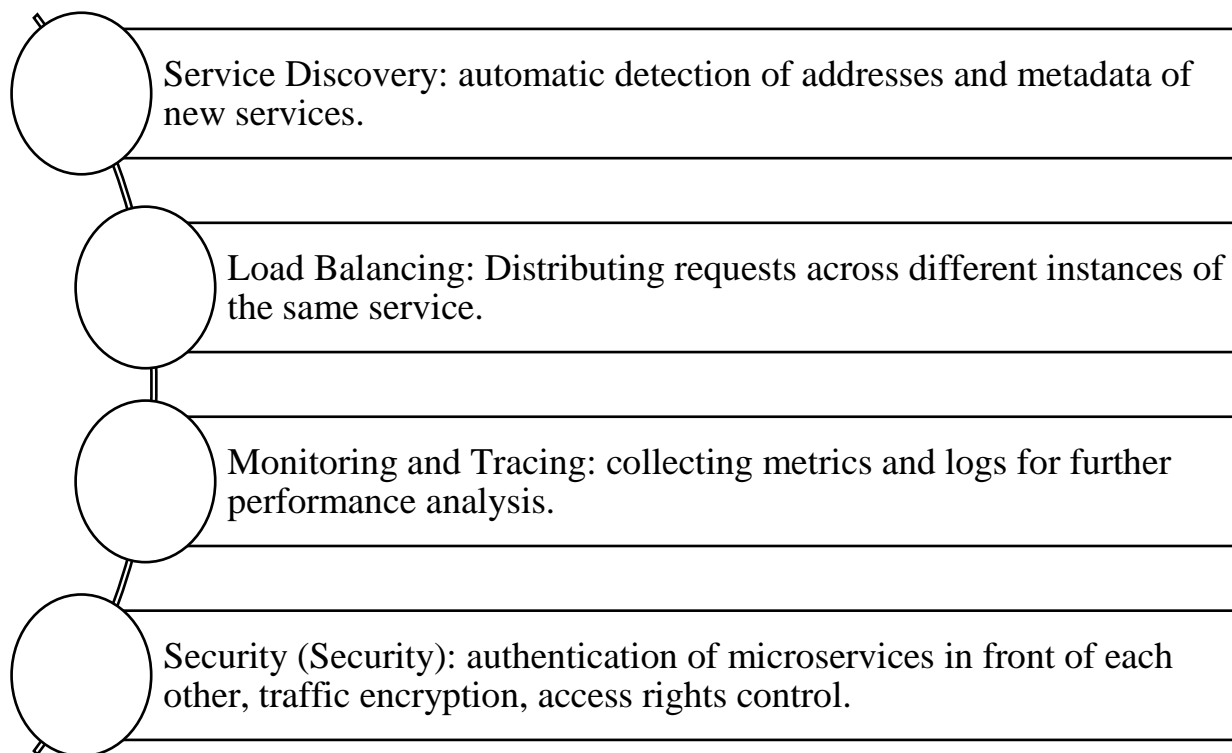 Service Discovery: automatic detection of addresses and metadata of
new services.
Load Balancing: Distributing requests across different instances of
the same service.
Monitoring and Tracing: collecting metrics and logs for further
performance analysis.
Security (Security): authentication of microservices in front of each
other, traffic encryption, access rights control.